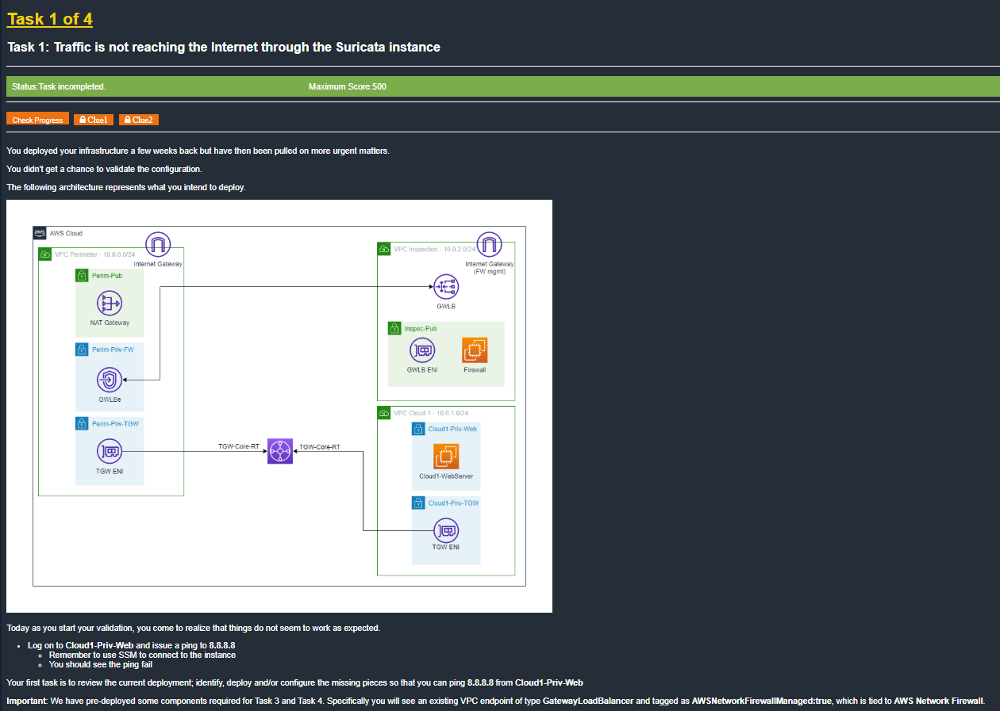 Task 1 of 4
Task 1: Traffic is not reaching the Internet through the Suricata instance
Status:Task incompleted. Maximum Score:500
Check Progress Clue1 Clue2
You deployed your infrastructure a few weeks back but have then been pulled on more urgent matters.
You didn't get a chance to validate the configuration.
The following architecture represents what you intend to deploy.
aws AWS Cloud
VPC Perimeter - 10.0.0.0/24
Internet Gateway
Perim-Pub
NAT Gateway
Perim-Priv-FW
GWLBe
Perim-Priv-TGW
TGW ENI
TGW-Core-RT
TGW-Core-RT
VPC Inspection - 10.0.2.0/24
Internet Gateway
(FW mgmt)
GWLB
Inspec-Pub
GWLB ENI
Firewall
VPC Cloud 1 - 10.0.1.0/24
Cloud1-Priv-Web
Cloud1-WebServer
Cloud1-Priv-TGW
TGW ENI
Today as you start your validation, you come to realize that things do not seem to work as expected.
Log on to Cloud1-Priv-Web and issue a ping to 8.8.8.8
Remember to use SSM to connect to the instance
You should see the ping fail
Your first task is to review the current deployment; identify, deploy and/or configure the missing pieces so that you can ping 8.8.8.8 from Cloud1-Priv-Web
Important: We have pre-deployed some components required for Task 3 and Task 4. Specifically you will see an existing VPC endpoint of type GatewayLoadBalancer and tagged as AWSNetworkFirewallManaged:true, which is tied to AWS Network Firewall.